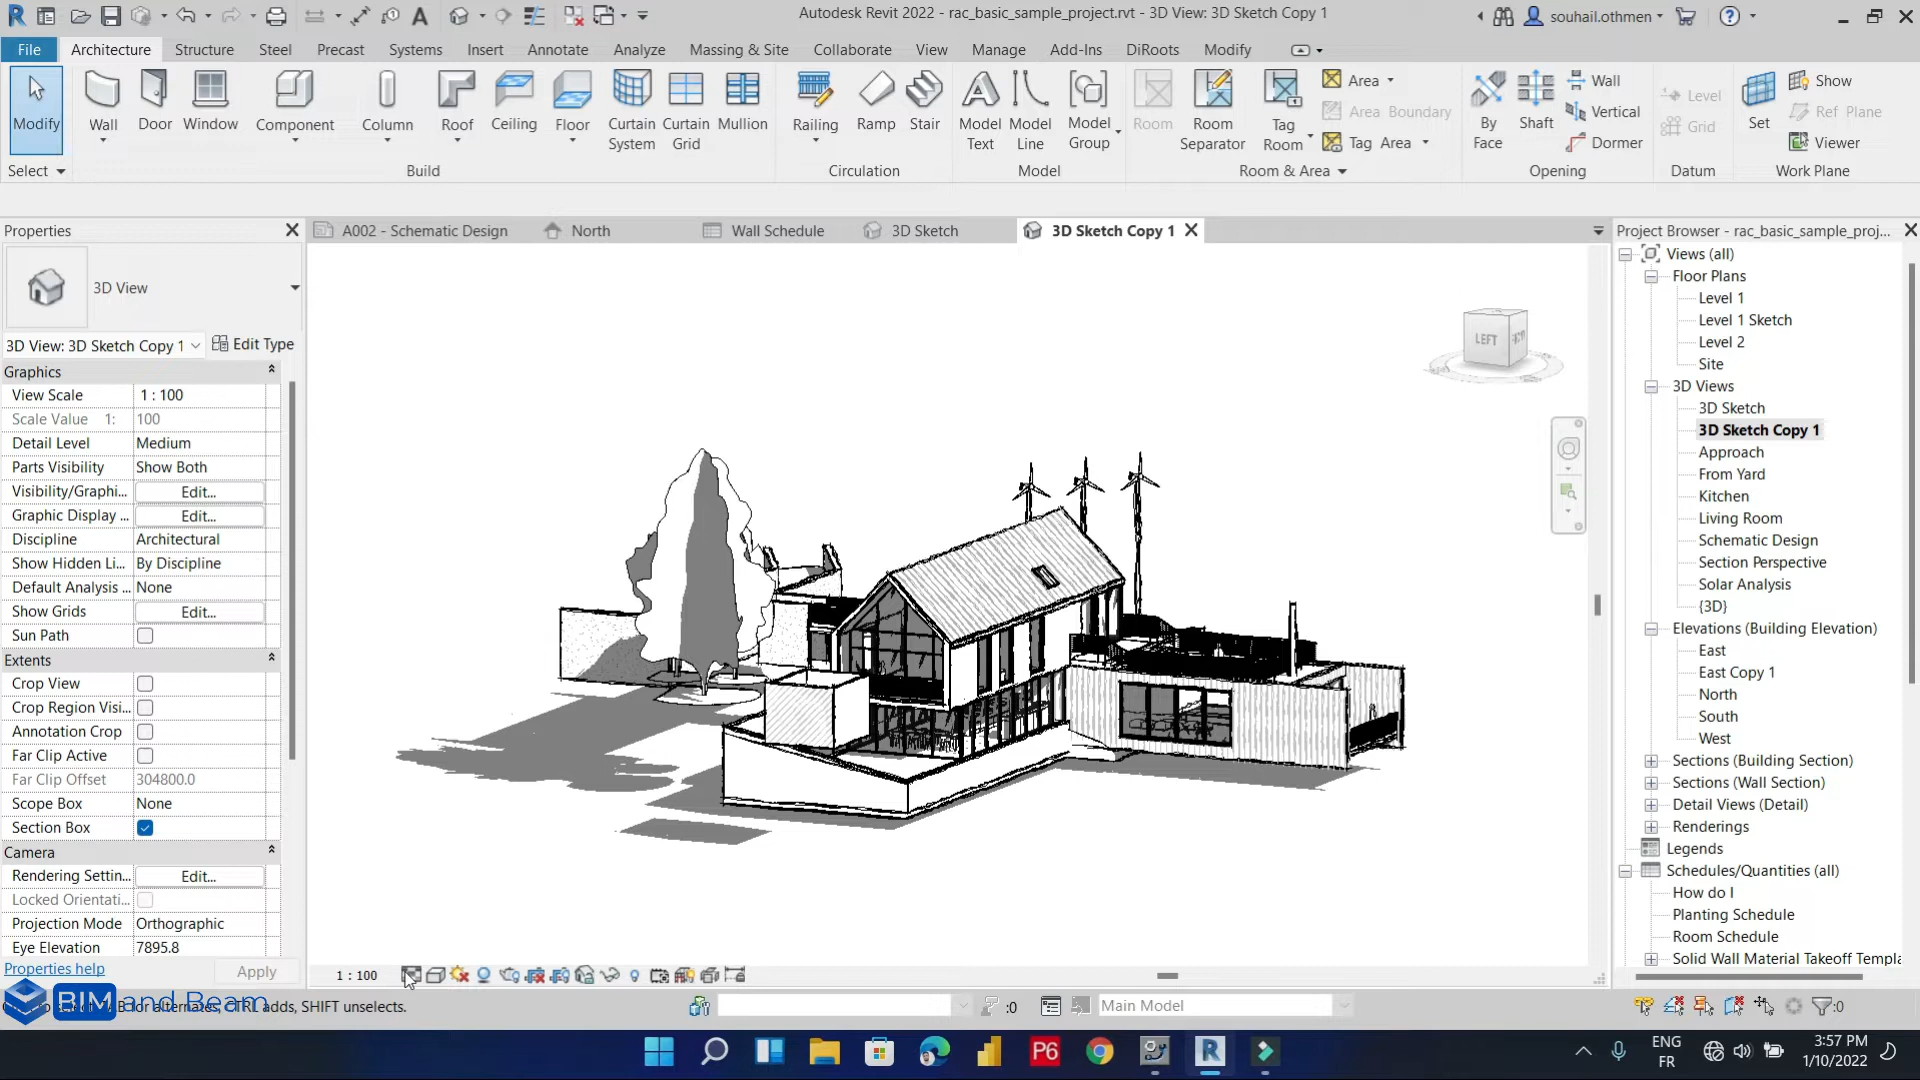 Autodesk Revit 2022 - rac_basic_sample_project.rvt - 3D View: 3D Sketch Copy 1
souhail.othmen
File Architecture Structure Steel Precast Systems Insert Annotate Analyze Massing & Site Collaborate View Manage Add-Ins DiRoots Modify
Modify
Wall
Door
Window
Component
Column
Roof
Ceiling
Floor
Curtain System
Curtain Grid
Mullion
Railing
Ramp
Stair
Model Text
Model Line
Model Group
Room
Room Separator
Tag Room
Area
Area Boundary
Tag Area
By Face
Shaft
Wall
Vertical
Dormer
Level
Grid
Set
Show
Ref Plane
Viewer
Select
Build
Circulation
Model
Room & Area
Opening
Datum
Work Plane
Properties
A002 - Schematic Design
North
Wall Schedule
3D Sketch
3D Sketch Copy 1
Project Browser - rac_basic_sample_proj...
3D View
3D View: 3D Sketch Copy 1
Edit Type
Graphics
View Scale 1 : 100
Scale Value 1: 100
Detail Level Medium
Parts Visibility Show Both
Visibility/Graphi... Edit...
Graphic Display ... Edit...
Discipline Architectural
Show Hidden Li... By Discipline
Default Analysis ... None
Show Grids Edit...
Sun Path
Extents
Crop View
Crop Region Visi...
Annotation Crop
Far Clip Active
Far Clip Offset 304800.0
Scope Box None
Section Box
Camera
Rendering Settin... Edit...
Locked Orientati...
Projection Mode Orthographic
Eye Elevation 7895.8
Properties help
Apply
LEFT
Views (all)
Floor Plans
Level 1
Level 1 Sketch
Level 2
Site
3D Views
3D Sketch
3D Sketch Copy 1
Approach
From Yard
Kitchen
Living Room
Schematic Design
Section Perspective
Solar Analysis
{3D}
Elevations (Building Elevation)
East
East Copy 1
North
South
West
Sections (Building Section)
Sections (Wall Section)
Detail Views (Detail)
Renderings
Legends
Schedules/Quantities (all)
How do I
Planting Schedule
Room Schedule
Solid Wall Material Takeoff Templa
1 : 100
BIM and Beam
for alternates, CTRL adds, SHIFT unselects.
:0
Main Model
:0
P6
R
ENG
FR
3:57 PM
1/10/2022